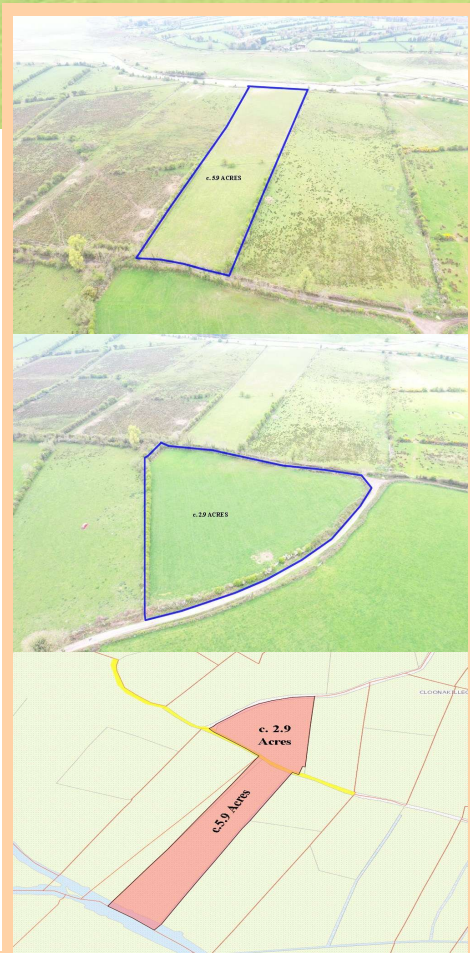 c. 5.9 ACRES
c. 2.9 ACRES
CLOONAKILLEG
c. 2.9
Acres
c.5.9 Acres